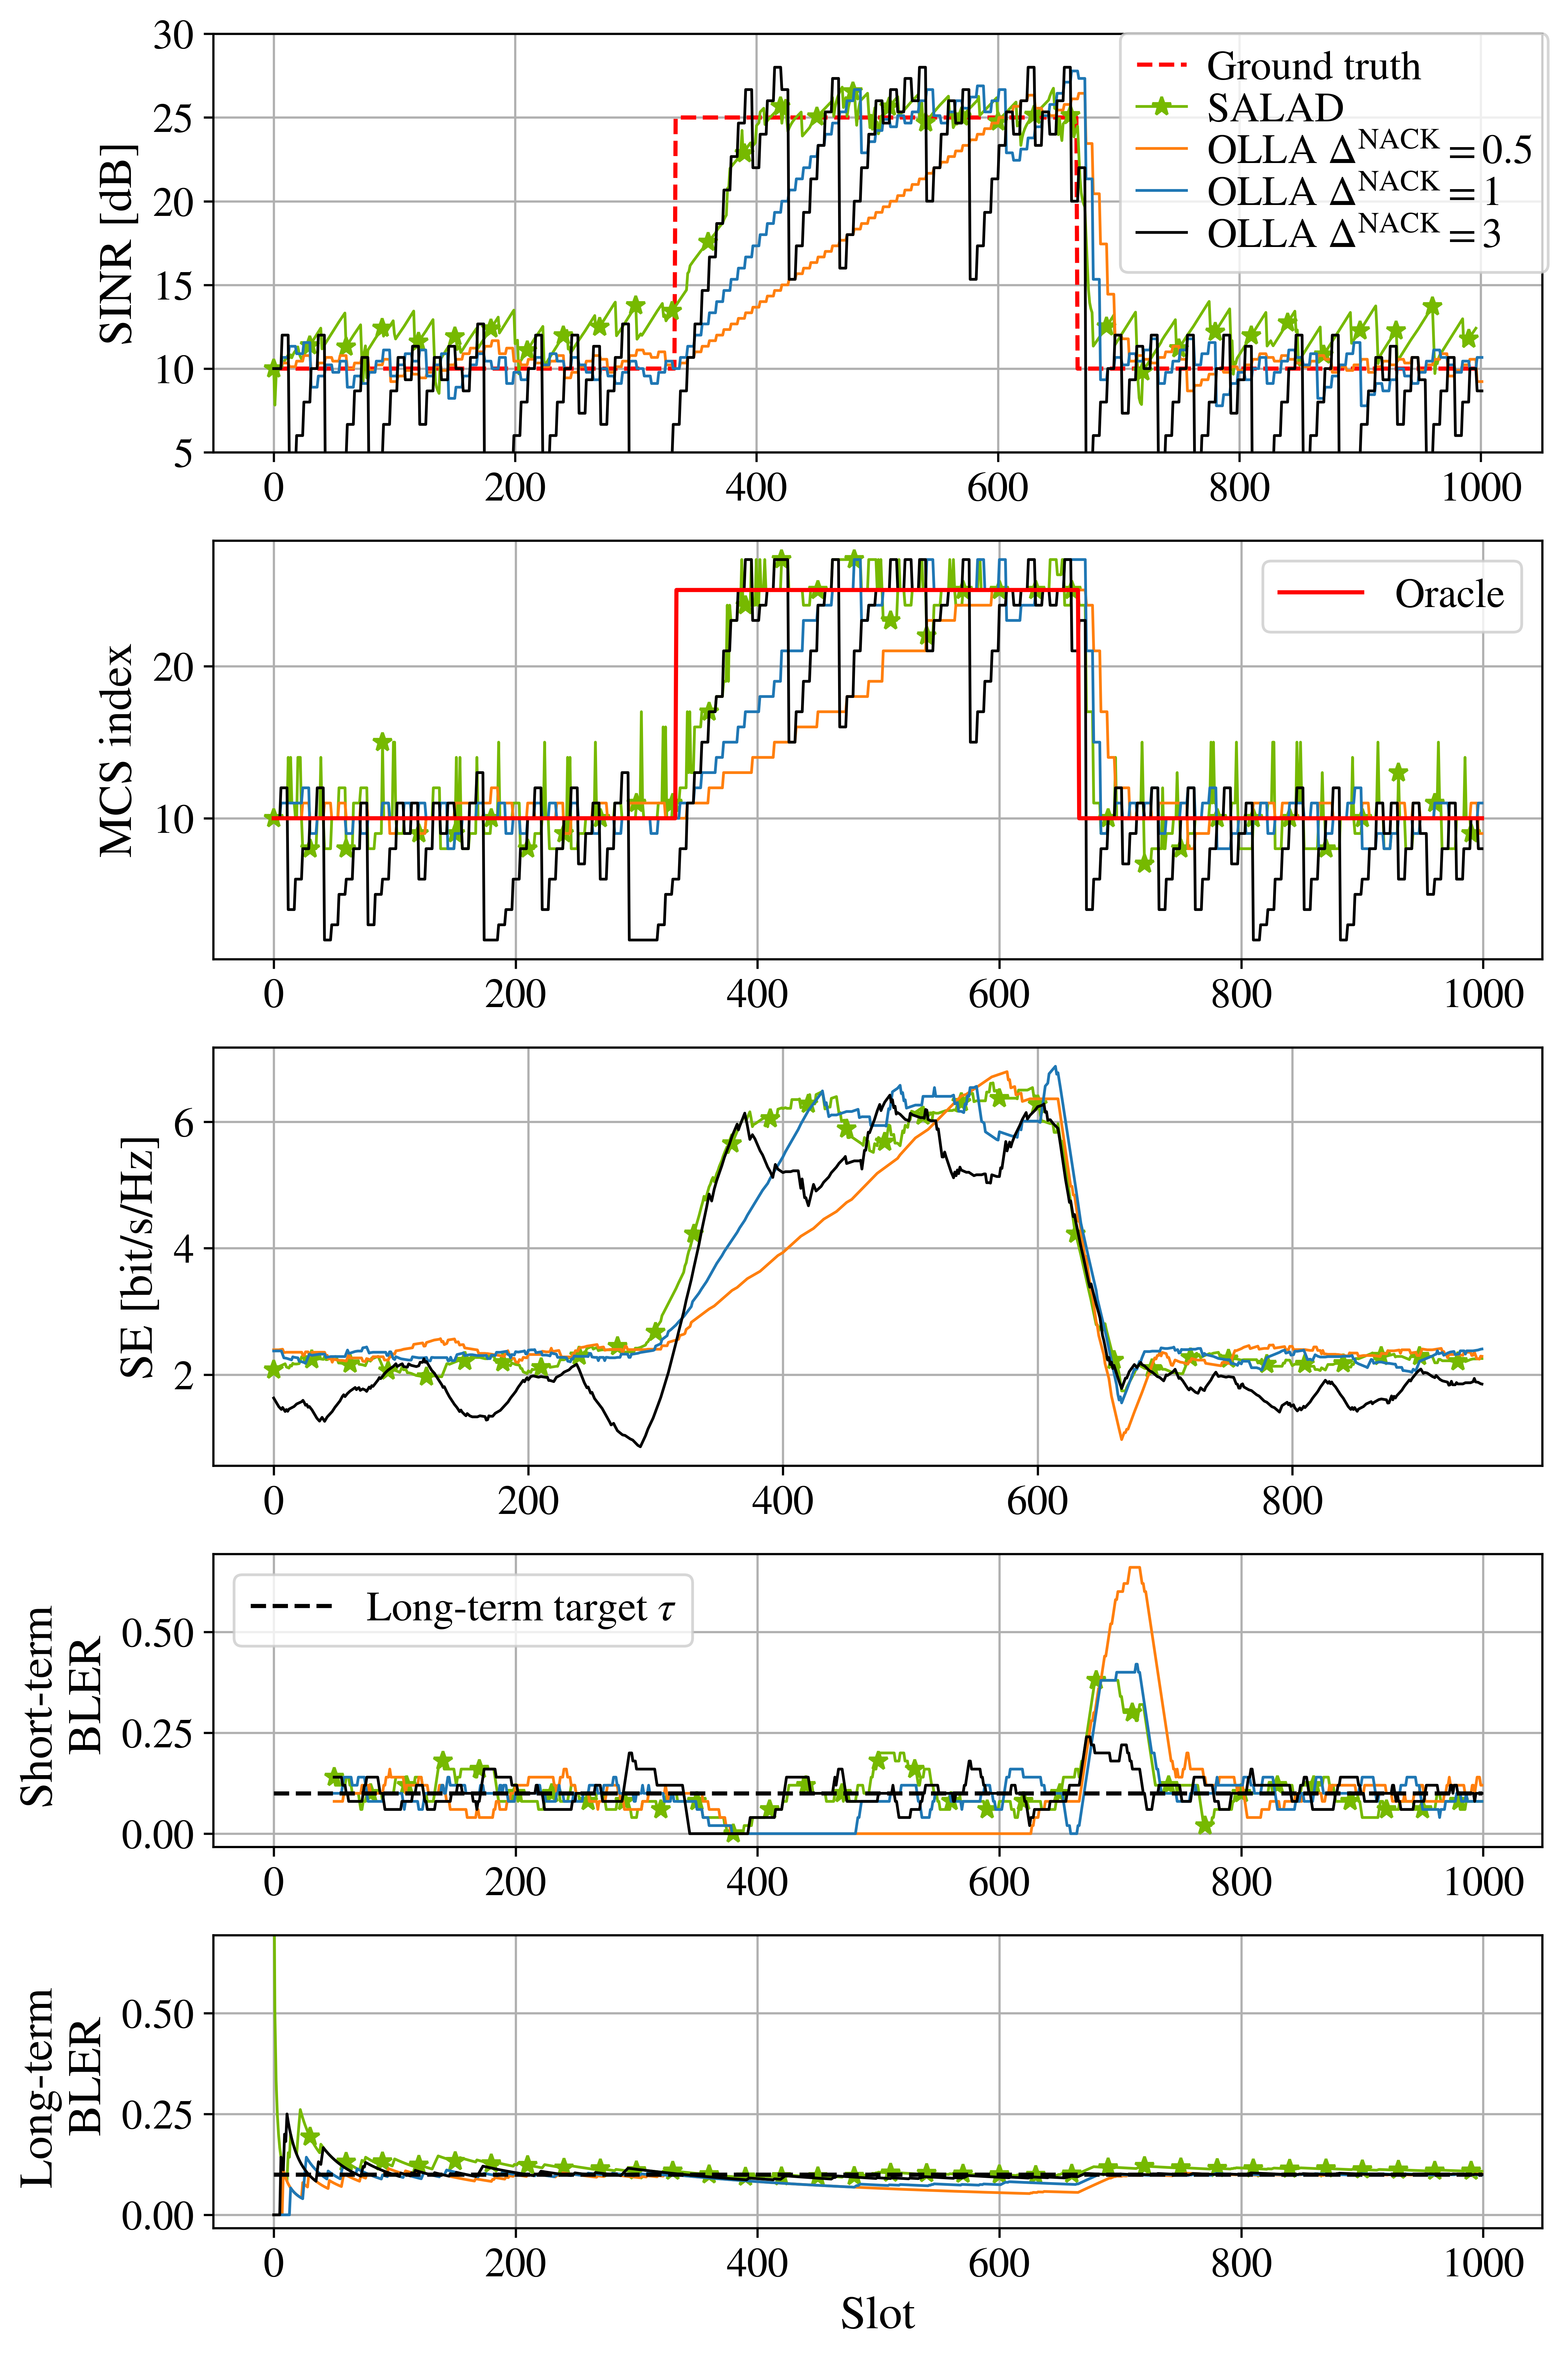 30
25
20
15
10
5
SINR [dB]
Ground truth
SALAD
OLLA Δ^NACK = 0.5
OLLA Δ^NACK = 1
OLLA Δ^NACK = 3
0 200 400 600 800 1000
20
10
MCS index
Oracle
0 200 400 600 800 1000
6
4
2
SE [bit/s/Hz]
0 200 400 600 800
Short-term
BLER
0.50
0.25
0.00
Long-term target τ
0 200 400 600 800 1000
Long-term
BLER
0.50
0.25
0.00
0 200 400 600 800 1000
Slot